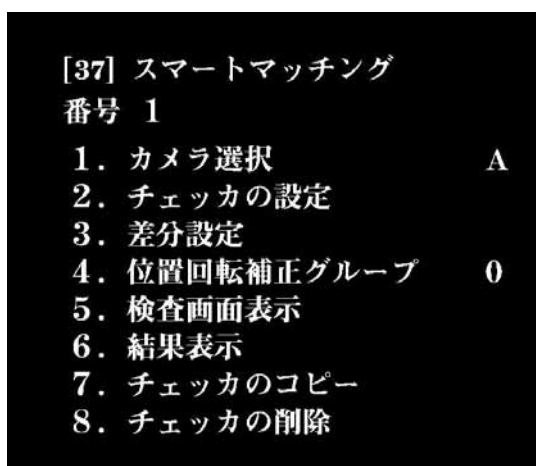 [37] スマートマッチング
番号 1
1. カメラ選択 A
2. チェッカの設定
3. 差分設定
4. 位置回転補正グループ 0
5. 検査画面表示
6. 結果表示
7. チェッカのコピー
8. チェッカの削除